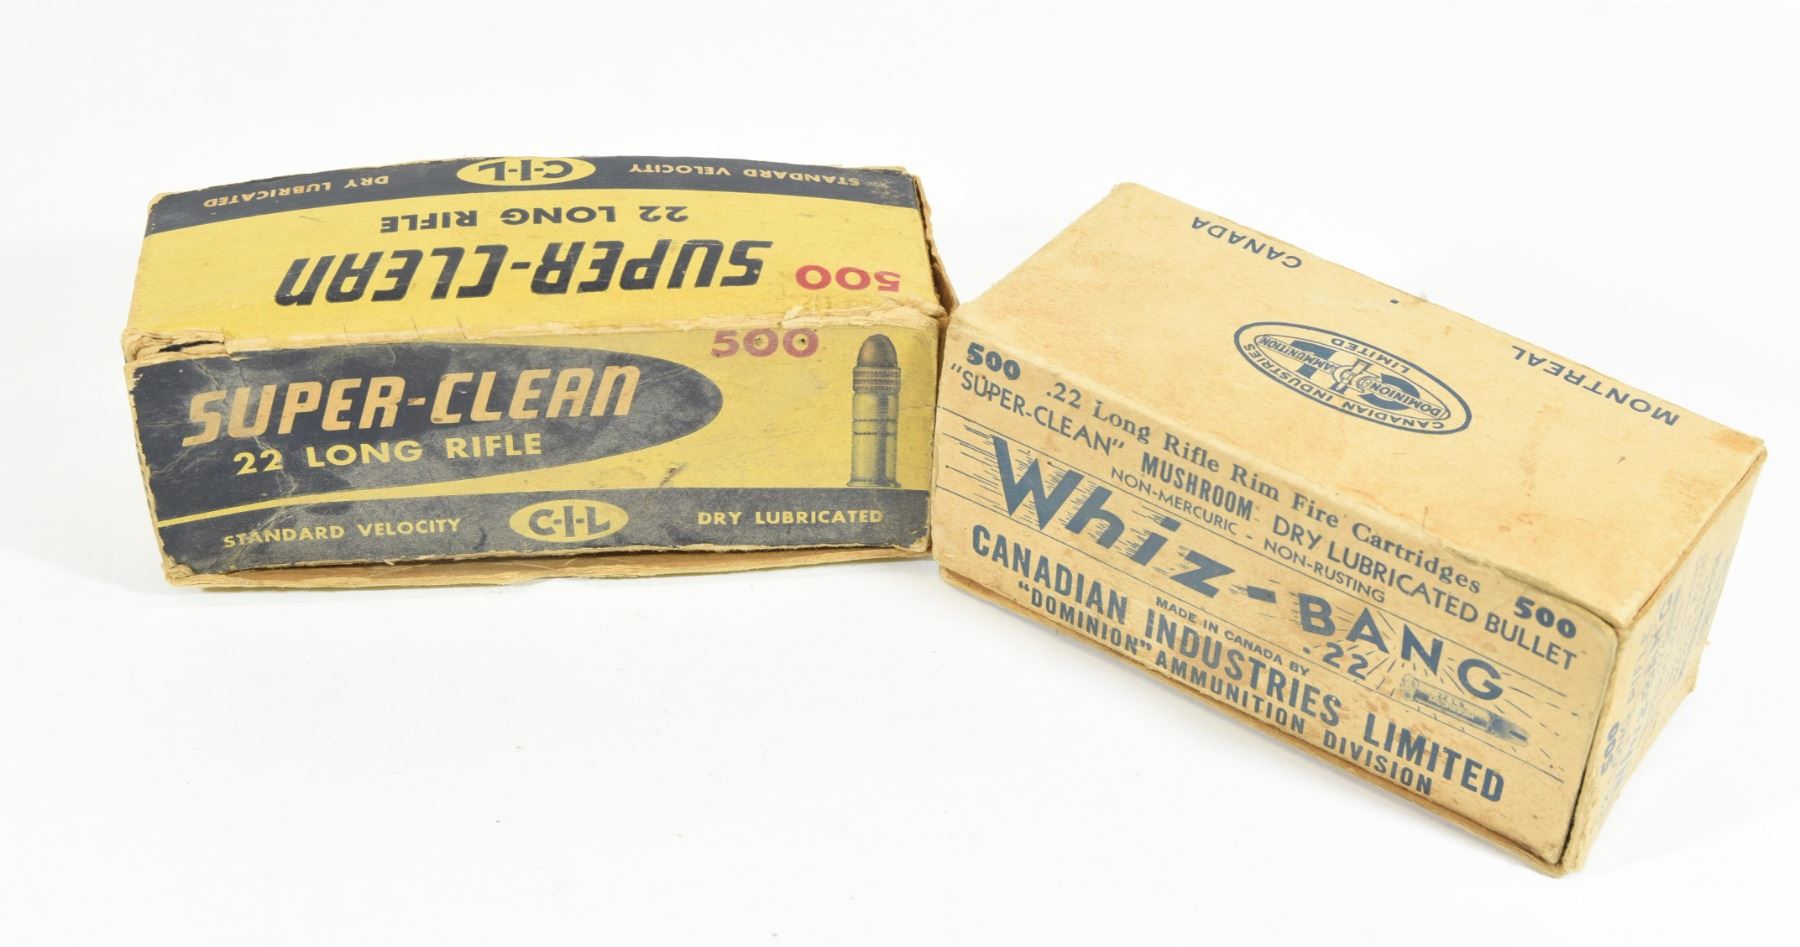 STANDARD VELOCITY C-I-L DRY LUBRICATED
22 LONG RIFLE
SUPER-CLEAN
500
500
SUPER-CLEAN
22 LONG RIFLE
STANDARD VELOCITY C-I-L DRY LUBRICATED
MONTREAL CANADA
CANADIAN INDUSTRIES
CIL
DOMINION AMMUNITION
LIMITED
500 .22 Long Rifle Rim Fire Cartridges 500
"SUPER-CLEAN" MUSHROOM DRY LUBRICATED BULLET
NON-MERCURIC - NON-RUSTING
Whiz-BANG
.22
MADE IN CANADA BY
CANADIAN INDUSTRIES LIMITED
"DOMINION" AMMUNITION DIVISION
500